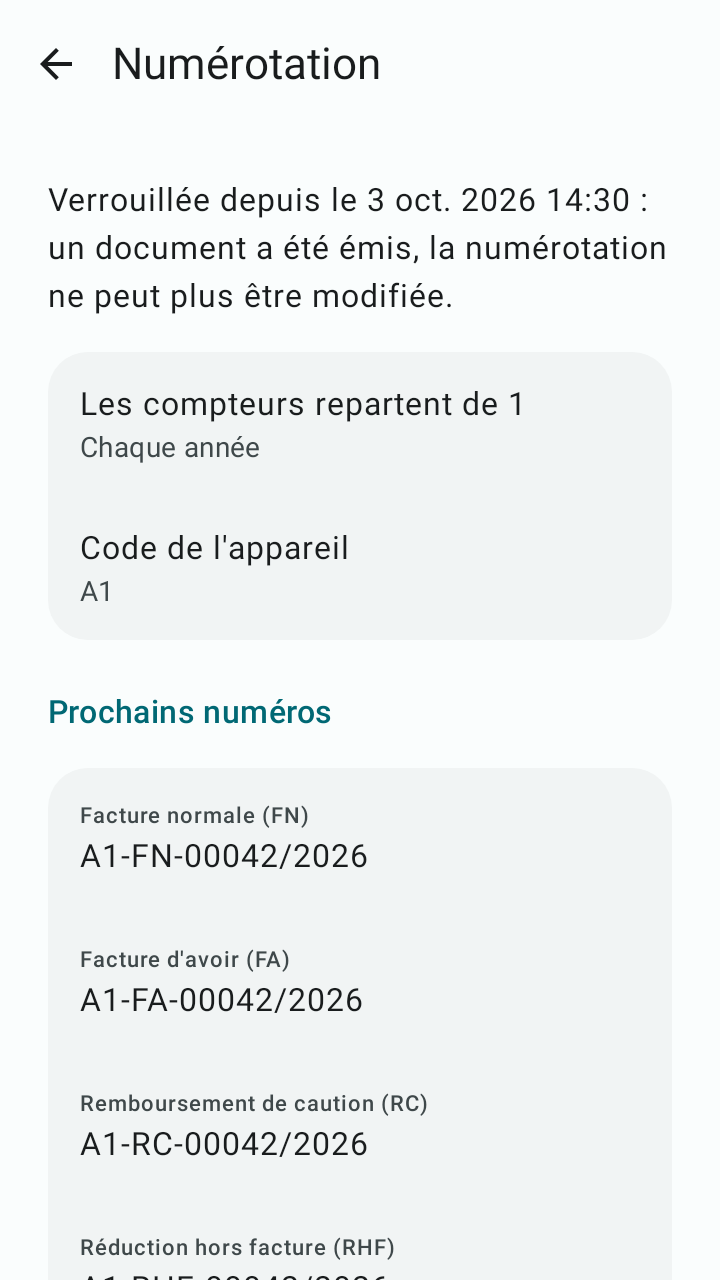 Numérotation
Verrouillée depuis le 3 oct. 2026 14:30 :
un document a été émis, la numérotation
ne peut plus être modifiée.
Les compteurs repartent de 1
Chaque année
Code de l'appareil
A1
Prochains numéros
Facture normale (FN)
A1-FN-00042/2026
Facture d'avoir (FA)
A1-FA-00042/2026
Remboursement de caution (RC)
A1-RC-00042/2026
Réduction hors facture (RHF)